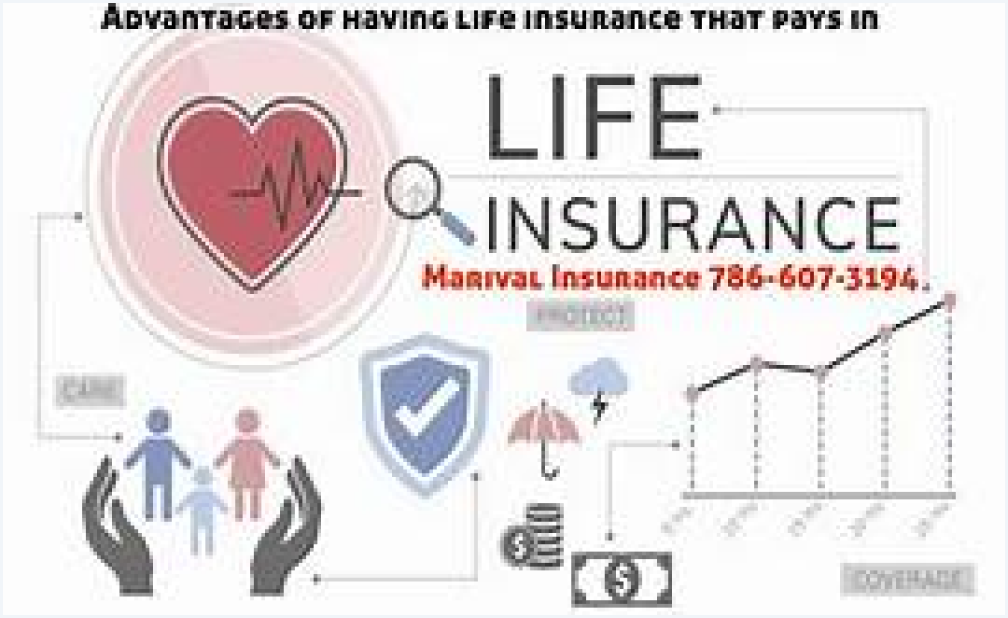 Advantages of having life insurance that pays in
LIFE
INSURANCE
Marival Insurance 786-607-3194.
PROTECT
CARE
COVERAGE